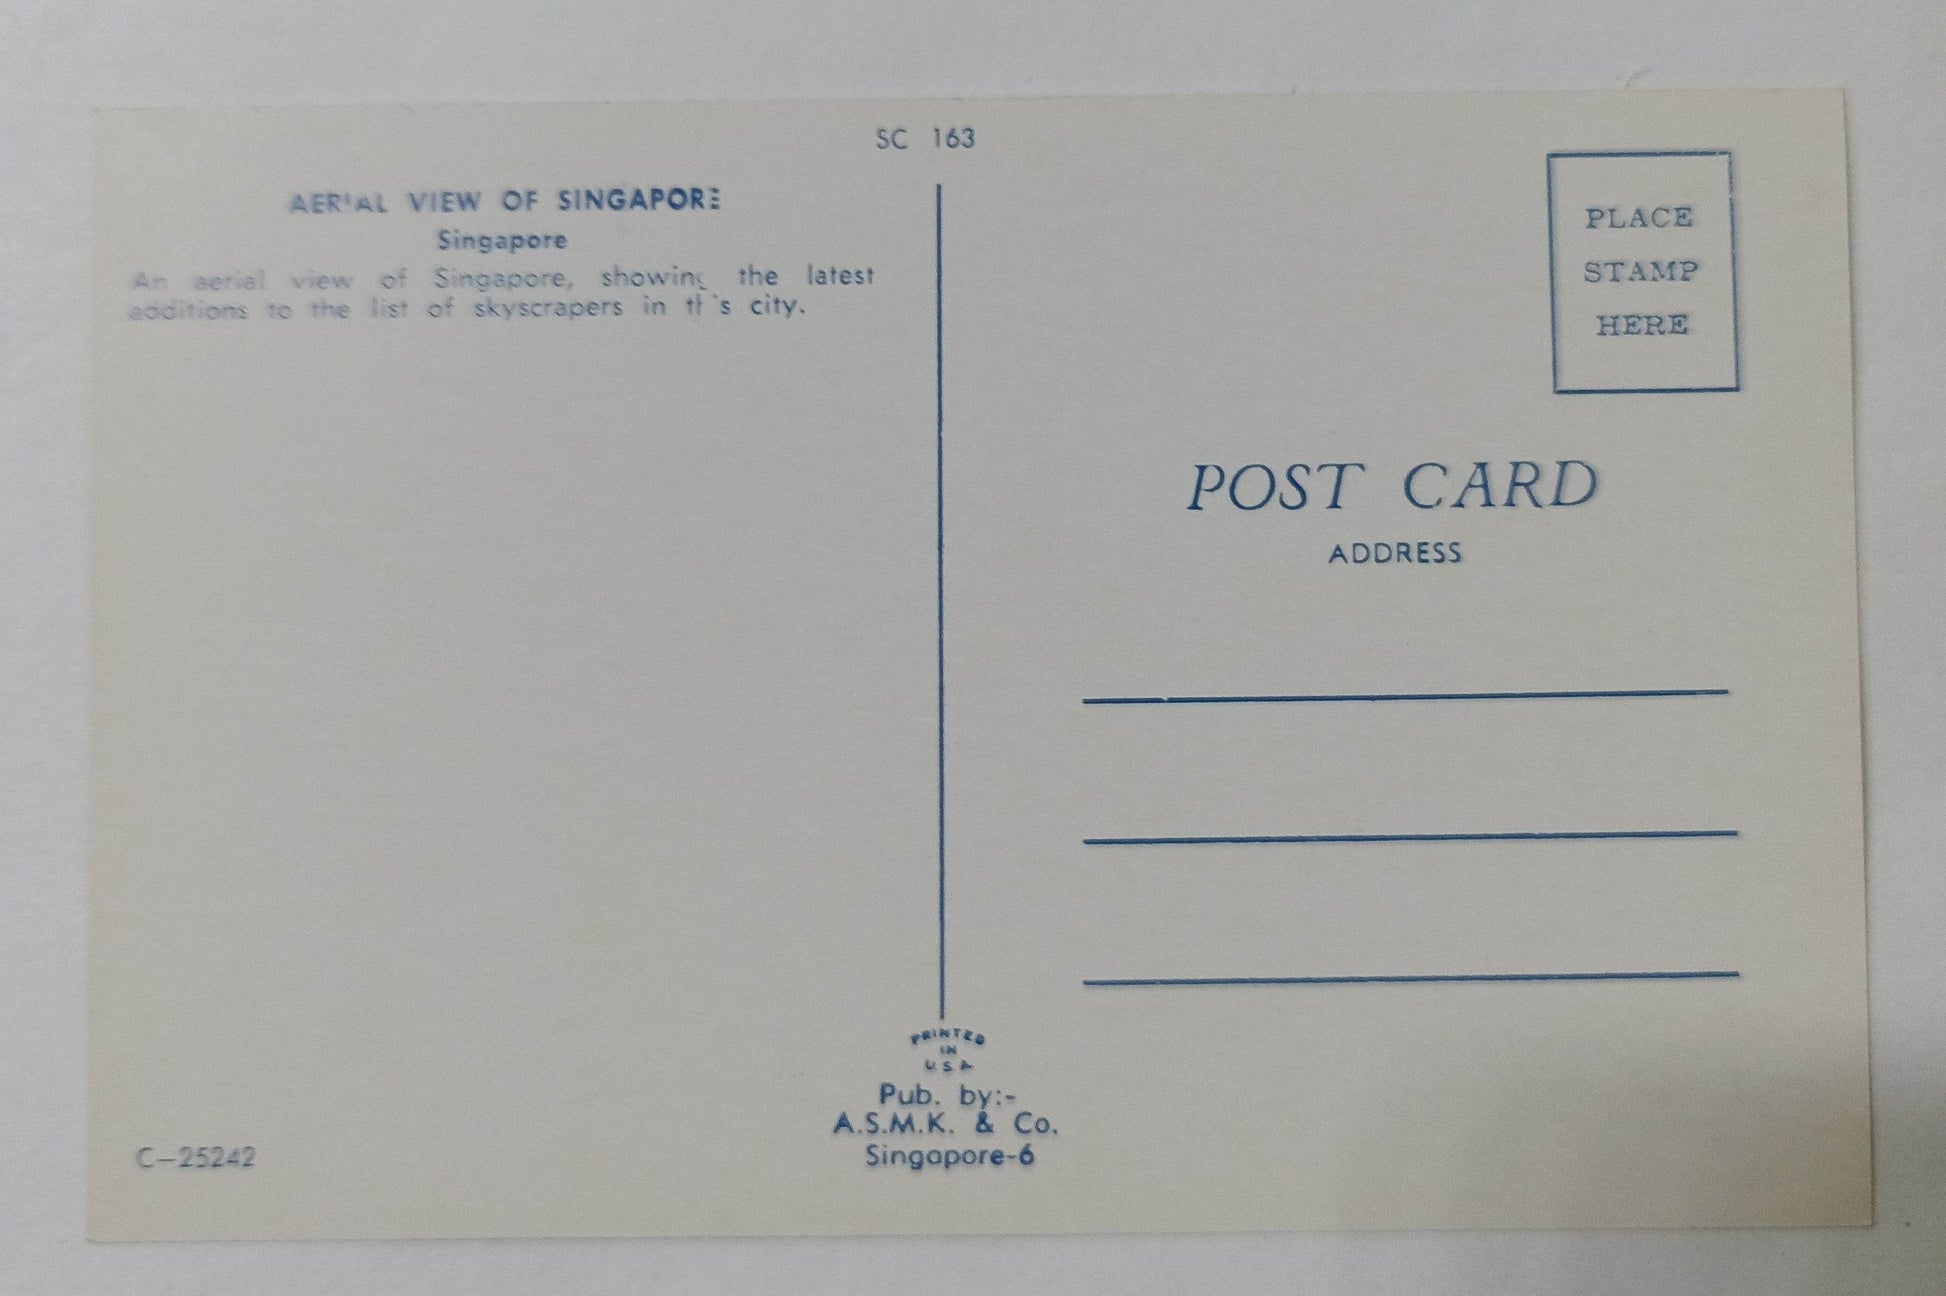 SC 163
AERIAL VIEW OF SINGAPORE
Singapore
An aerial view of Singapore, showing the latest
additions to the list of skyscrapers in this city.
PLACE
STAMP
HERE
POST CARD
ADDRESS
PRINTED
IN
U.S.A
Pub. by:-
A.S.M.K. & Co.
Singapore-6
C-25242